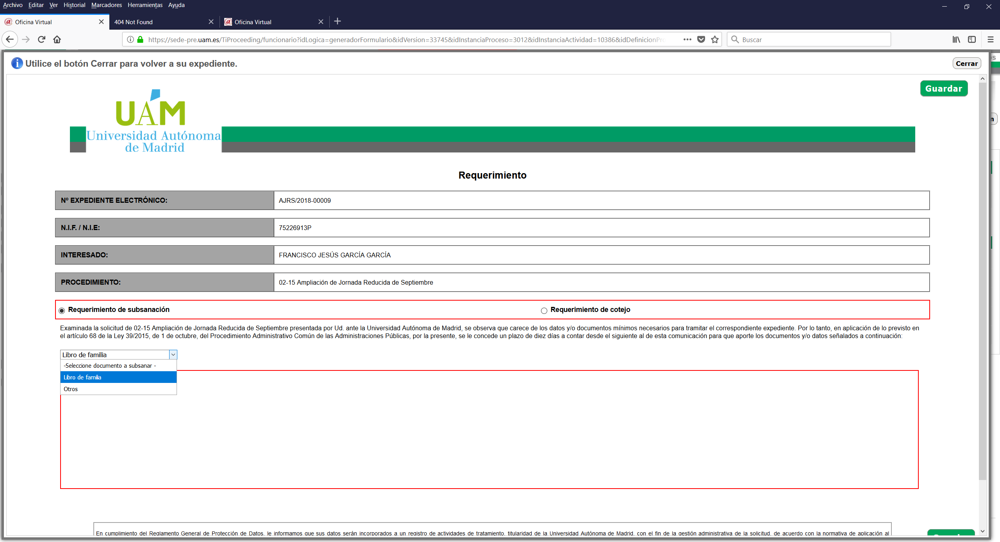 Archivo Editar Ver Historial Marcadores Herramientas Ayuda
Oficina Virtual
404 Not Found
Oficina Virtual
https://sede-pre.uam.es/TiProceeding/funcionario?idLogica=generadorFormulario&idVersion=33745&idInstanciaProceso=3012&idInstanciaActividad=10386&idDefinicionPro
Buscar
Utilice el botón Cerrar para volver a su expediente.
Cerrar
Guardar
UAM
Universidad Autónoma
de Madrid
Requerimiento
Nº EXPEDIENTE ELECTRÓNICO: AJRS/2018-00009
N.I.F. / N.I.E: 75226913P
INTERESADO: FRANCISCO JESÚS GARCÍA GARCÍA
PROCEDIMIENTO: 02-15 Ampliación de Jornada Reducida de Septiembre
Requerimiento de subsanación
Requerimiento de cotejo
Examinada la solicitud de 02-15 Ampliación de Jornada Reducida de Septiembre presentada por Ud. ante la Universidad Autónoma de Madrid, se observa que carece de los datos y/o documentos mínimos necesarios para tramitar el correspondiente expediente. Por lo tanto, en aplicación de lo previsto en
el artículo 68 de la Ley 39/2015, de 1 de octubre, del Procedimiento Administrativo Común de las Administraciones Públicas, por la presente, se le concede un plazo de diez días a contar desde el siguiente al de esta comunicación para que aporte los documentos y/o datos señalados a continuación:
Libro de familia
-Seleccione documento a subsanar -
Libro de familia
Otros
En cumplimiento del Reglamento General de Protección de Datos, le informamos que sus datos serán incorporados a un registro de actividades de tratamiento, titularidad de la Universidad Autónoma de Madrid, con el fin de la gestión administrativa de la solicitud, de acuerdo con la normativa de aplicación al